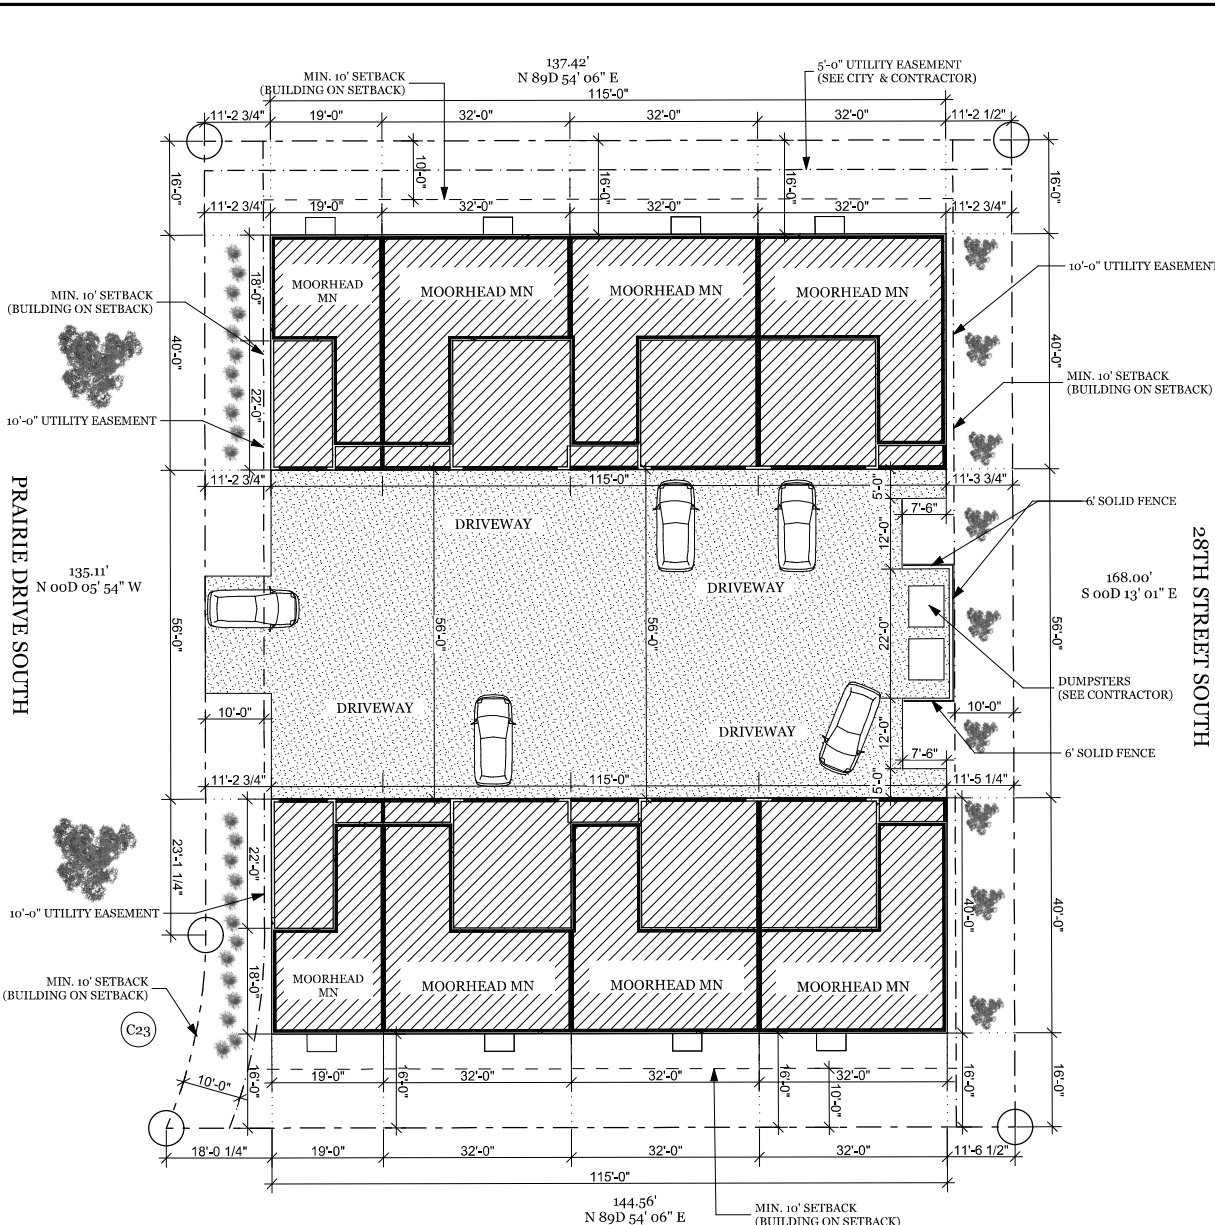 137.42'
N 89D 54' 06" E
MIN. 10' SETBACK
(BUILDING ON SETBACK)
5'-0" UTILITY EASEMENT
(SEE CITY & CONTRACTOR)
115'-0"
11'-2 3/4"
19'-0"
32'-0"
32'-0"
32'-0"
11'-2 1/2"
16'-0"
10'-0"
16'-0"
16'-0"
16'-0"
11'-2 3/4"
19'-0"
32'-0"
32'-0"
32'-0"
11'-2 3/4"
MIN. 10' SETBACK
(BUILDING ON SETBACK)
18'-0"
MOORHEAD
MN
MOORHEAD MN
MOORHEAD MN
MOORHEAD MN
10'-0" UTILITY EASEMENT
40'-0"
40'-0"
22'-0"
MIN. 10' SETBACK
(BUILDING ON SETBACK)
10'-0" UTILITY EASEMENT
11'-2 3/4"
115'-0"
5'-0"
11'-3 3/4"
7'-6"
6' SOLID FENCE
DRIVEWAY
12'-0"
PRAIRIE DRIVE SOUTH
135.11'
N 00D 05' 54" W
DRIVEWAY
168.00'
S 00D 13' 01" E
28TH STREET SOUTH
56'-0"
56'-0"
56'-0"
22'-0"
56'-0"
DUMPSTERS
(SEE CONTRACTOR)
DRIVEWAY
10'-0"
10'-0"
DRIVEWAY
12'-0"
7'-6"
6' SOLID FENCE
11'-2 3/4"
115'-0"
5'-0"
11'-5 1/4"
23'-1 1/4"
22'-0"
10'-0" UTILITY EASEMENT
40'-0"
40'-0"
18'-0"
MOORHEAD
MN
MOORHEAD MN
MOORHEAD MN
MOORHEAD MN
MIN. 10' SETBACK
(BUILDING ON SETBACK)
C23
10'-0"
16'-0"
19'-0"
16'-0"
32'-0"
32'-0"
16'-0"
32'-0"
10'-0"
16'-0"
16'-0"
18'-0 1/4"
19'-0"
32'-0"
32'-0"
32'-0"
11'-6 1/2"
115'-0"
144.56'
N 89D 54' 06" E
MIN. 10' SETBACK
(BUILDING ON SETBACK)